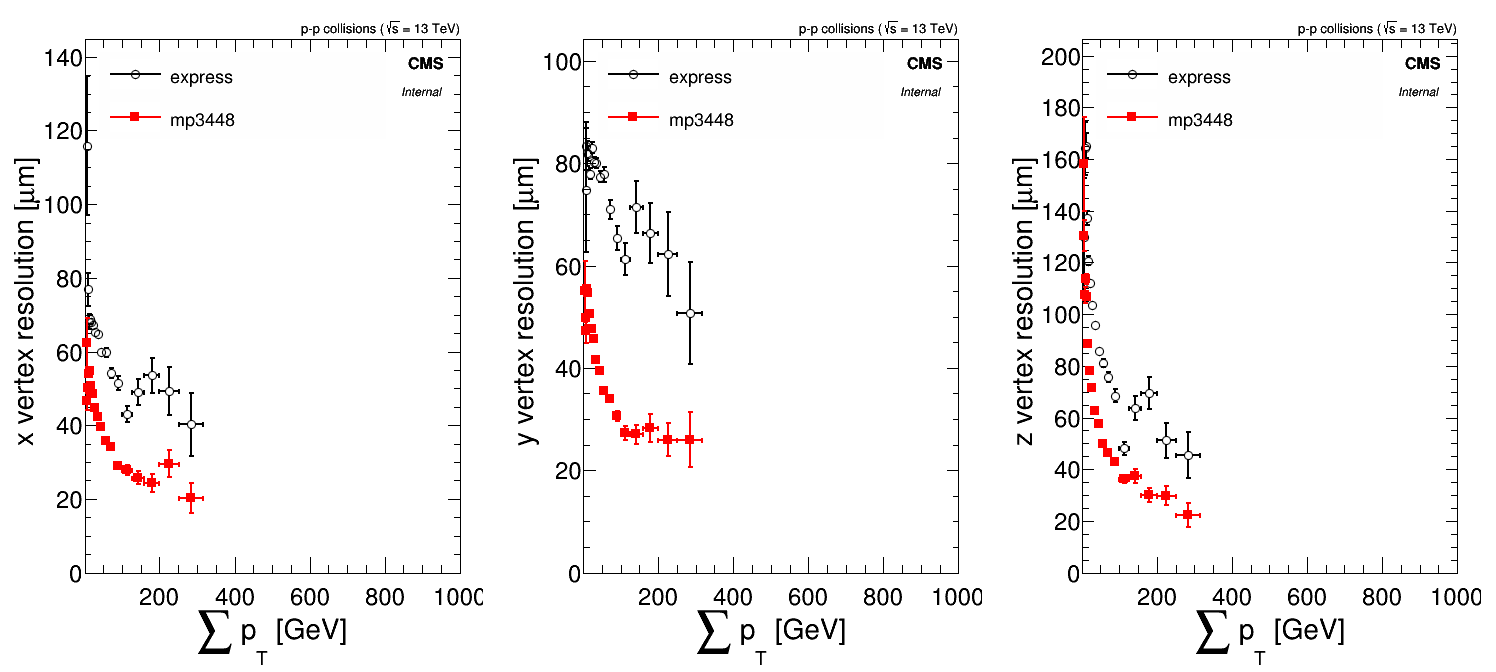 p-p collisions ( √s = 13 TeV)
CMS
Internal
express
mp3448
x vertex resolution [μm]
140
120
100
80
60
40
20
0
200 400 600 800 1000
∑ p_T [GeV]
p-p collisions ( √s = 13 TeV)
CMS
Internal
express
mp3448
y vertex resolution [μm]
100
80
60
40
20
0
200 400 600 800 1000
∑ p_T [GeV]
p-p collisions ( √s = 13 TeV)
CMS
Internal
express
mp3448
z vertex resolution [μm]
200
180
160
140
120
100
80
60
40
20
0
200 400 600 800 1000
∑ p_T [GeV]